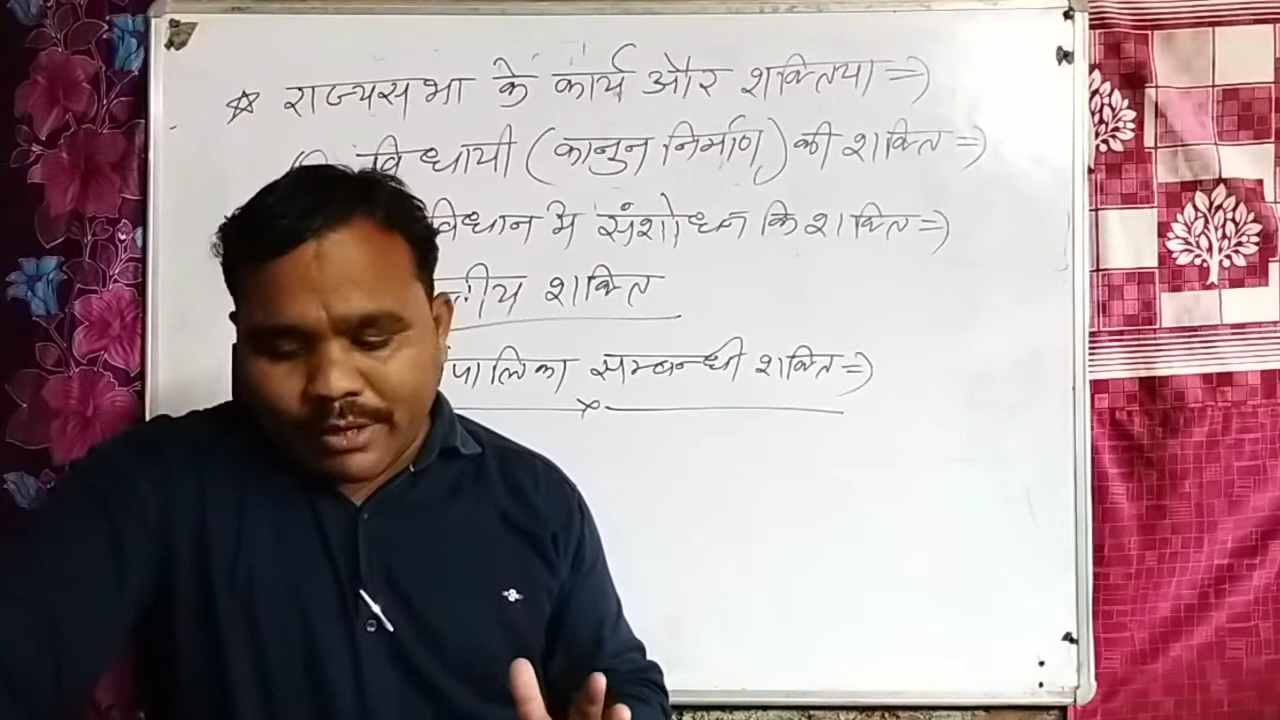 ☆ राज्यसभा के कार्य और शक्तिया =>
विधायी (कानुन निर्माण) की शक्ति =>
विधान मे संशोधन कि शक्ति =>
शक्ति
पालिका सम्बन्धी शक्ति =>